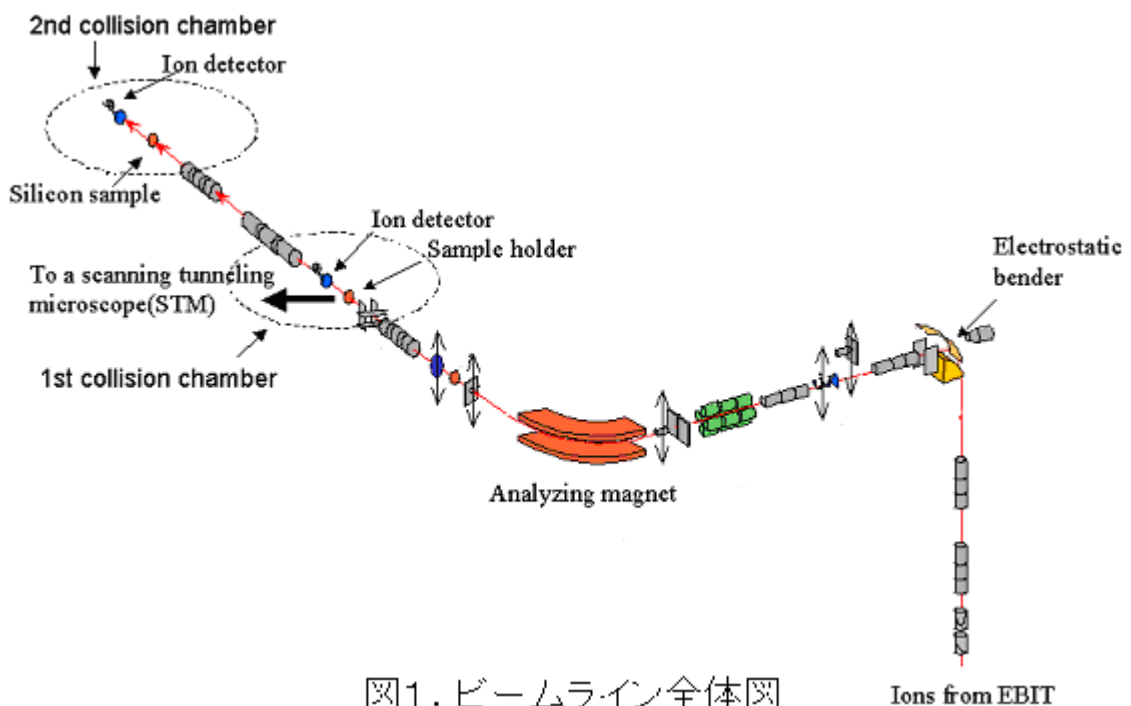 2nd collision chamber
Ion detector
Silicon sample
Ion detector
Sample holder
To a scanning tunneling
microscope(STM)
1st collision chamber
Electrostatic
bender
Analyzing magnet
Ions from EBIT
図1.ビームライン全体図